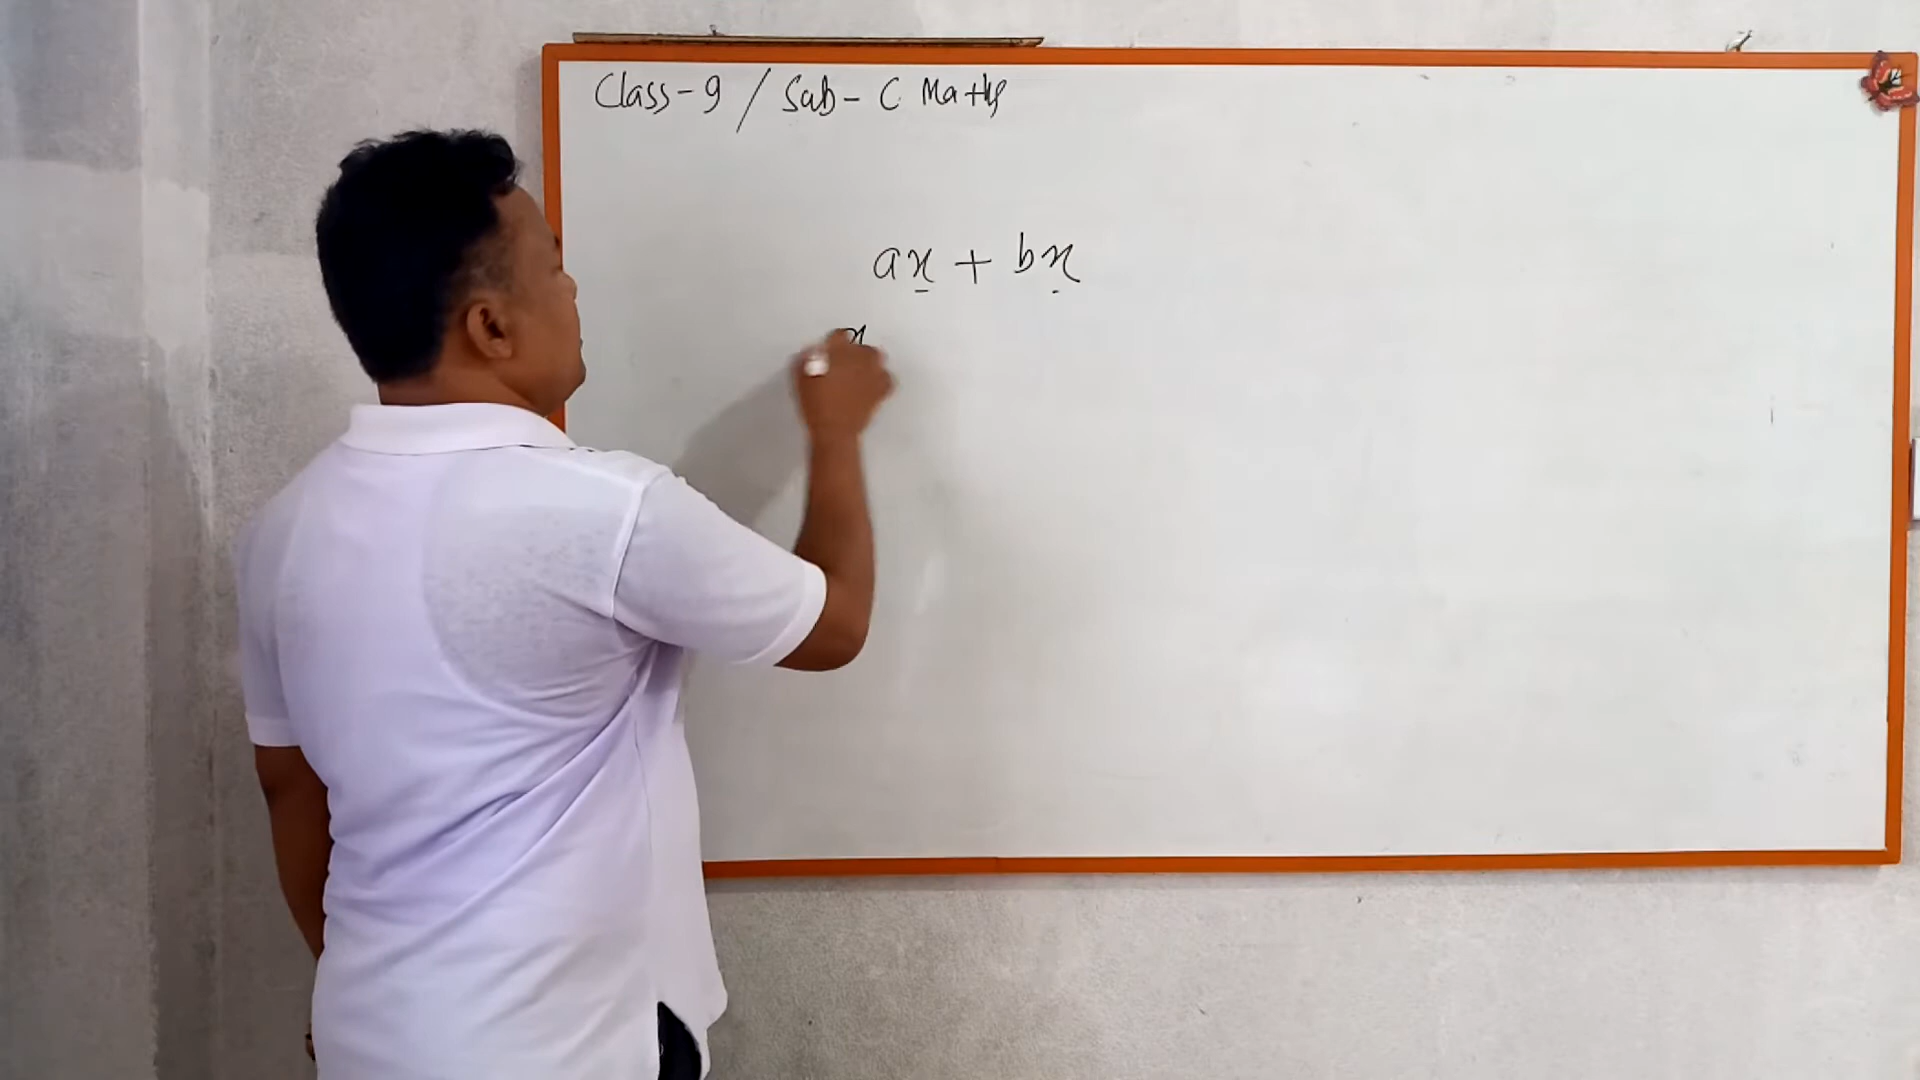 Class-9 / Sub- C Maths
ax + bx
x